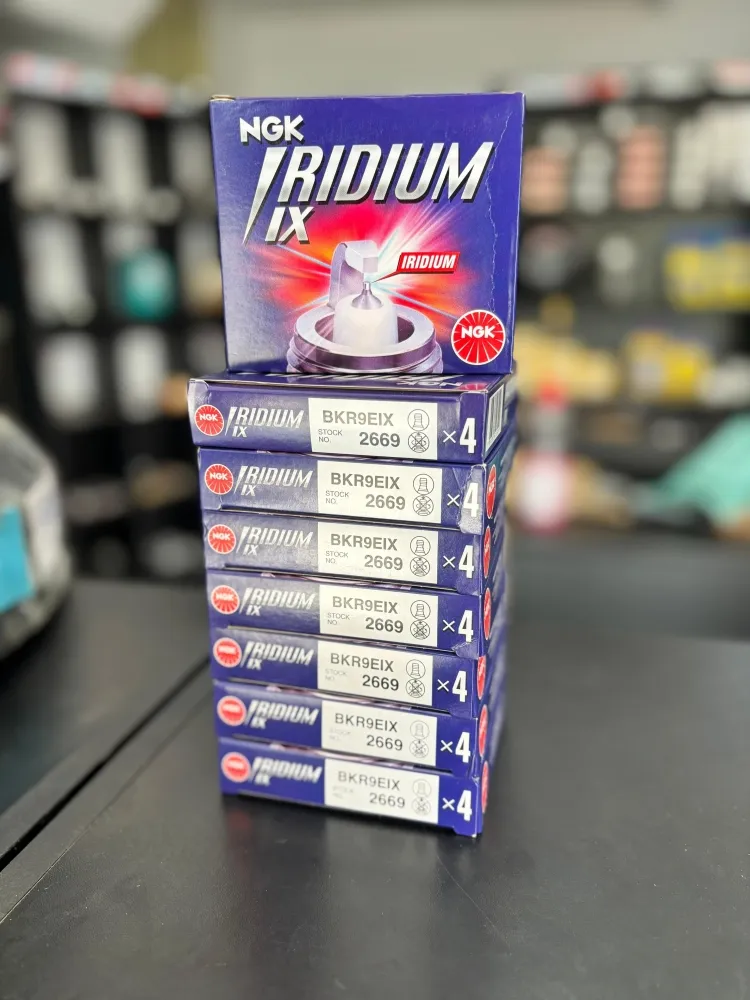 NGK
IRIDIUM
IX
IRIDIUM
NGK
NGK IRIDIUM IX BKR9EIX STOCK NO. 2669 ×4
NGK IRIDIUM IX BKR9EIX STOCK NO. 2669 ×4
NGK IRIDIUM IX BKR9EIX STOCK NO. 2669 ×4
NGK IRIDIUM IX BKR9EIX STOCK NO. 2669 ×4
NGK IRIDIUM IX BKR9EIX STOCK NO. 2669 ×4
NGK IRIDIUM IX BKR9EIX 2669 ×4
NGK IRIDIUM IX BKR9EIX 2669 ×4